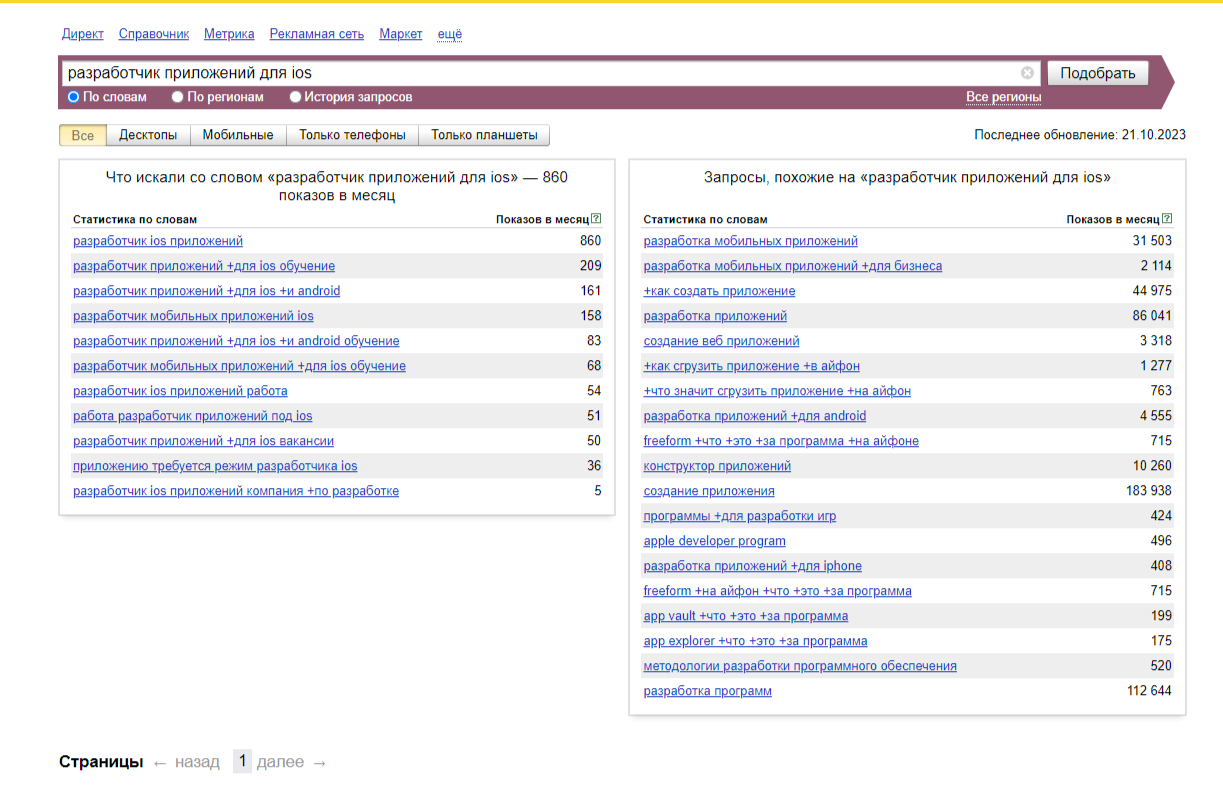 Директ Справочник Метрика Рекламная сеть Маркет ещё
разработчик приложений для ios
Подобрать
По словам По регионам История запросов Все регионы
Все Десктопы Мобильные Только телефоны Только планшеты
Последнее обновление: 21.10.2023
Что искали со словом «разработчик приложений для ios» — 860
показов в месяц
Статистика по словам Показов в месяц ?
разработчик ios приложений 860
разработчик приложений +для ios обучение 209
разработчик приложений +для ios +и android 161
разработчик мобильных приложений ios 158
разработчик приложений +для ios +и android обучение 83
разработчик мобильных приложений +для ios обучение 68
разработчик ios приложений работа 54
работа разработчик приложений под ios 51
разработчик приложений +для ios вакансии 50
приложению требуется режим разработчика ios 36
разработчик ios приложений компания +по разработке 5
Запросы, похожие на «разработчик приложений для ios»
Статистика по словам Показов в месяц ?
разработка мобильных приложений 31 503
разработка мобильных приложений +для бизнеса 2 114
+как создать приложение 44 975
разработка приложений 86 041
создание веб приложений 3 318
+как сгрузить приложение +в айфон 1 277
+что значит сгрузить приложение +на айфон 763
разработка приложений +для android 4 555
freeform +что +это +за программа +на айфоне 715
конструктор приложений 10 260
создание приложения 183 938
программы +для разработки игр 424
apple developer program 496
разработка приложений +для iphone 408
freeform +на айфон +что +это +за программа 715
app vault +что +это +за программа 199
app explorer +что +это +за программа 175
методологии разработки программного обеспечения 520
разработка программ 112 644
Страницы ← назад 1 далее →